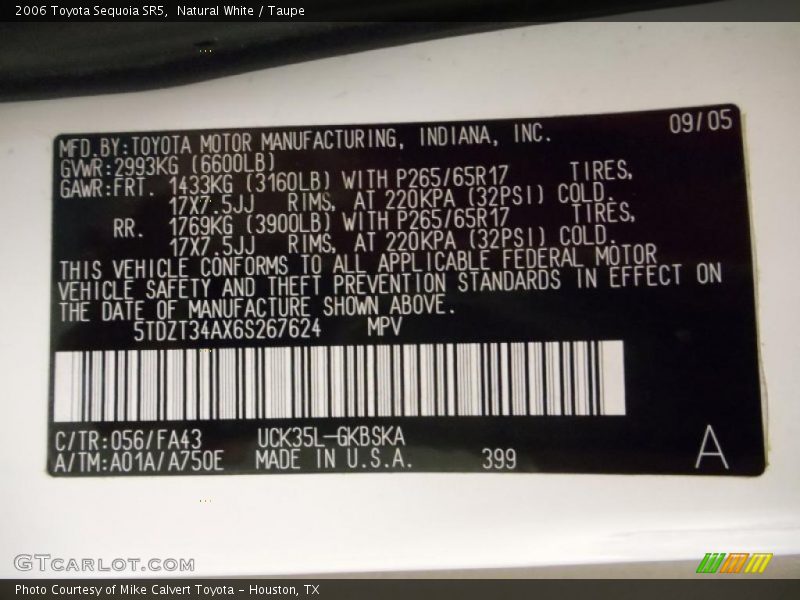 2006 Toyota Sequoia SR5,  Natural White / Taupe
09/05
MFD.BY:TOYOTA MOTOR MANUFACTURING, INDIANA, INC.
GVWR:2993KG (6600LB)
GAWR:FRT. 1433KG (3160LB) WITH P265/65R17 TIRES,
17X7.5JJ RIMS, AT 220KPA (32PSI) COLD.
RR. 1769KG (3900LB) WITH P265/65R17 TIRES,
17X7.5JJ RIMS, AT 220KPA (32PSI) COLD.
THIS VEHICLE CONFORMS TO ALL APPLICABLE FEDERAL MOTOR
VEHICLE SAFETY AND THEFT PREVENTION STANDARDS IN EFFECT ON
THE DATE OF MANUFACTURE SHOWN ABOVE.
5TDZT34AX6S267624 MPV
C/TR:056/FA43 UCK35L-GKBSKA
A/TM:A01A/A750E MADE IN U.S.A. 399
A
GTcarlot.com
Photo Courtesy of Mike Calvert Toyota - Houston, TX